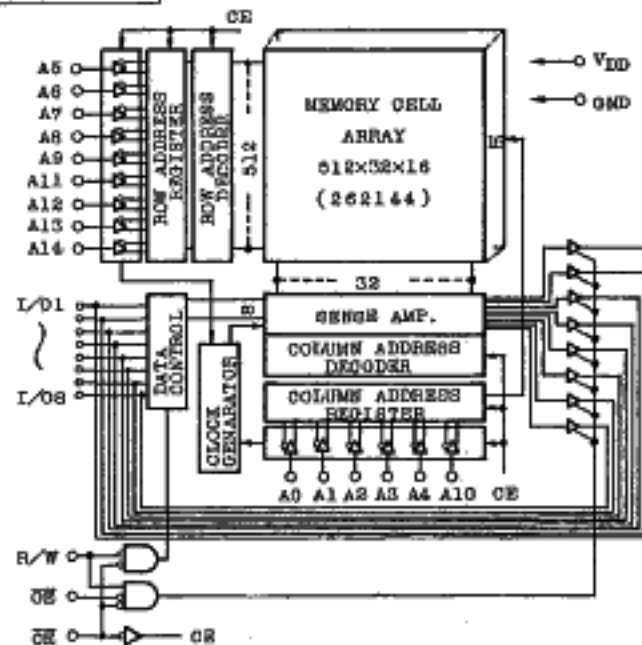 CE
A5
A6
A7
A8
A9
A11
A12
A13
A14
ROW ADDRESS
REGISTER
ROW ADDRESS
DECODER
512
MEMORY CELL
ARRAY
512×32×16
(262144)
16
VDD
GND
32
I/O1
I/O8
DATA
CONTROL
8
SENSE AMP.
COLUMN ADDRESS
DECODER
COLUMN ADDRESS
REGISTER
CLOCK
GENARATOR
A0 A1 A2 A3 A4 A10 CE
R/W
OE
CE
CE